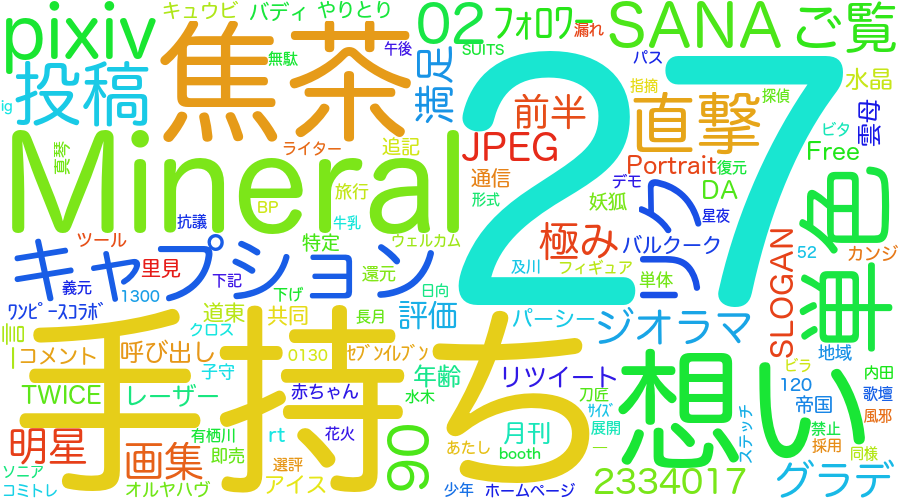 pixiv
焦茶
キュウビ
バディ
やりとり
02
ﾌｫﾛﾜｰ
SANA
ご覧
無駄
午後
SUITS
漏れ
パス
ig
投稿
満足
27
前半
直撃
指摘
探偵
水晶
雲母
Mineral
真琴
ライター
追記
JPEG
Portrait
復元
ビタ
Free
BP
旅行
通信
形式
デモ
DA
妖狐
星夜
リク
単色
抗議
牛乳
ツール
キャプション
特定
ウェルカム
極み
バルクーク
SLOGAN
52
カンジ
里見
義元
下記
還元
及川
フィギュア
単体
1300
下げ
日向
ﾜﾝﾋﾟｰｽｺﾗﾎﾞ
道東
共同
長月
評価
パーシー
ジオラマ
言
クロス
手持ち
想い
地域
コメント
呼び出し
0130
ｾﾌﾞﾝｲﾚﾌﾞﾝ
ビラ
子守
年齢
リツイート
内田
TWICE
レーザー
赤ちゃん
水木
刀匠
120
歌壇
ｻｲｽﾞ
帝国
明星
有栖川
rt
花火
90
月刊
展開
ステッチ
禁止
風邪
画集
即売
選評
あたし
booth
一
採用
同様
ソニア
コミトレ
オルヤハヴ
アイス
少年
ホームページ
2334017
グラデ